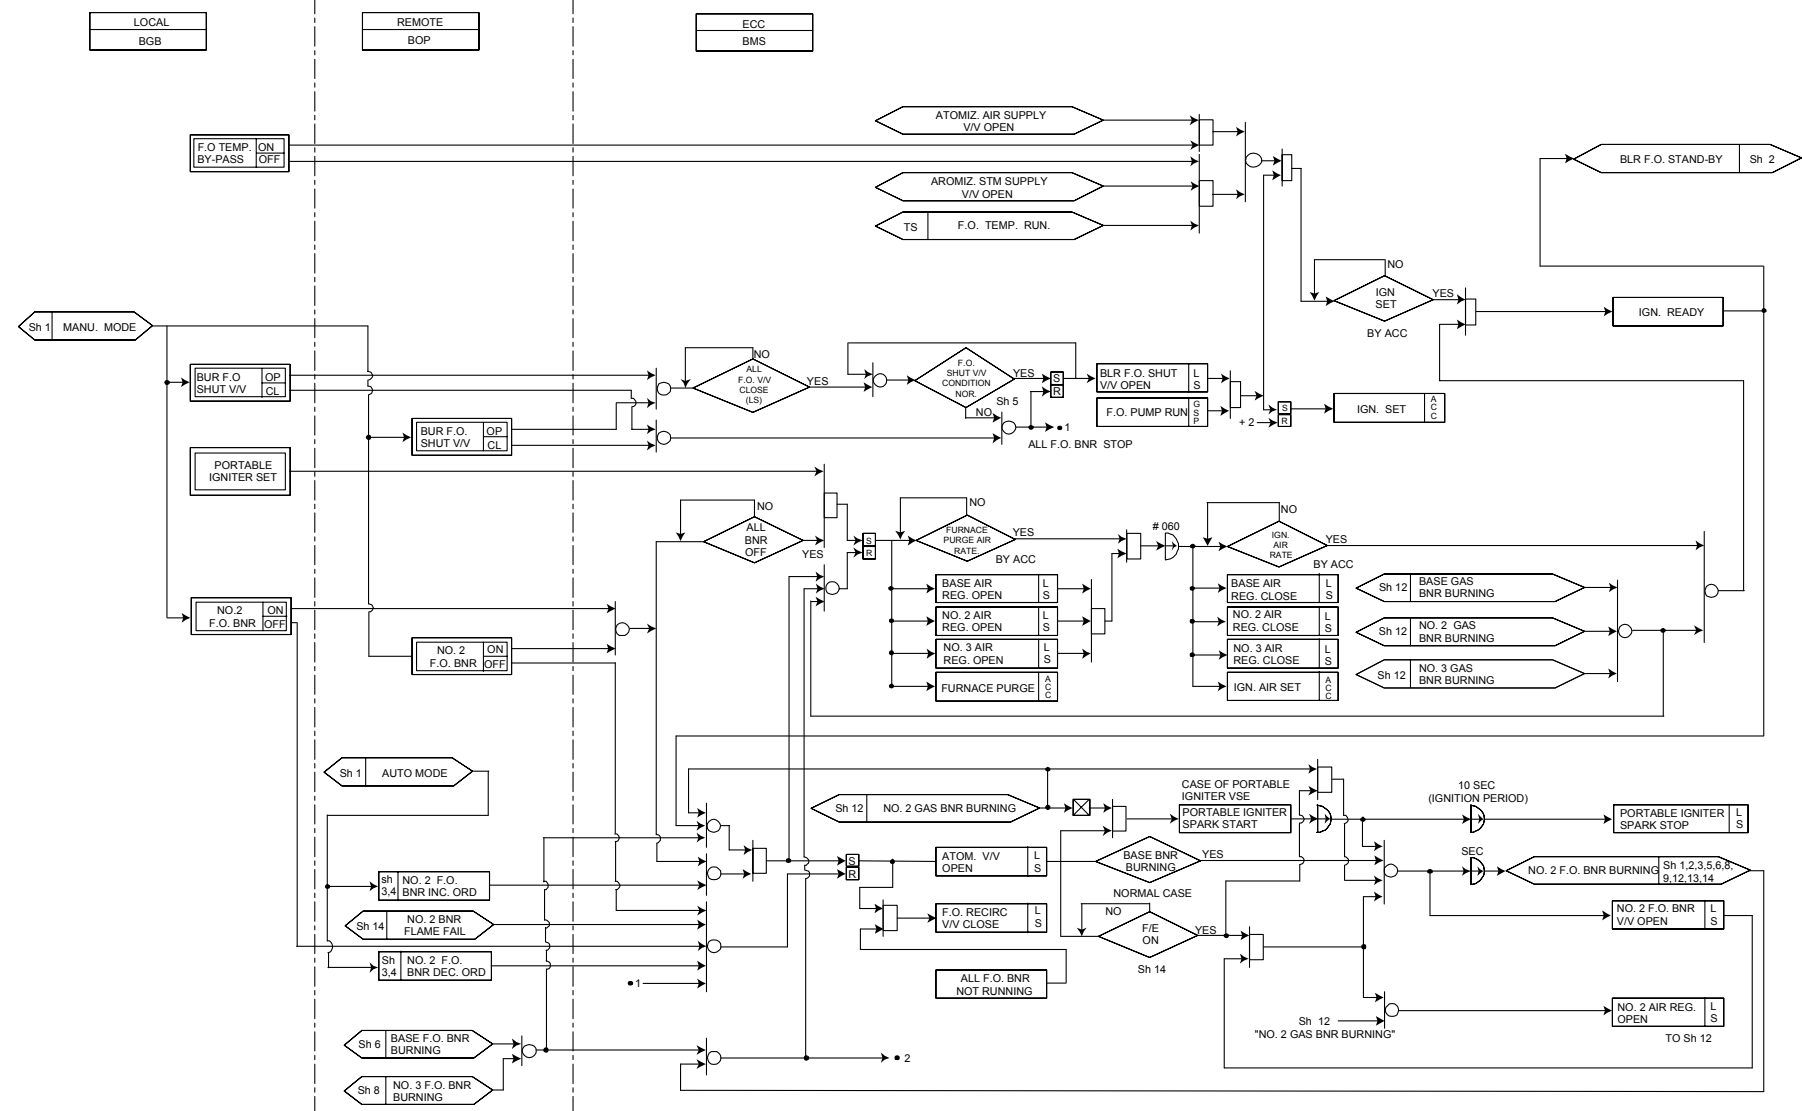 LOCAL
BGB
REMOTE
BOP
ECC
BMS
ATOMIZ. AIR SUPPLY
V/V OPEN
F.O TEMP.
BY-PASS
ON
OFF
AROMIZ. STM SUPPLY
V/V OPEN
TS
F.O. TEMP. RUN.
BLR F.O. STAND-BY
Sh 2
NO
IGN
SET
YES
BY ACC
IGN. READY
Sh 1
MANU. MODE
BUR F.O
SHUT V/V
OP
CL
BUR F.O.
SHUT V/V
OP
CL
NO
ALL
F.O. V/V
CLOSE
(LS)
YES
F.O.
SHUT V/V
CONDITION
NOR.
YES
NO
Sh 5
S
R
• 1
ALL F.O. BNR STOP
BLR F.O. SHUT
V/V OPEN
L
S
F.O. PUMP RUN
G
S
P
+ 2
S
R
IGN. SET
A
C
C
PORTABLE
IGNITER SET
NO
ALL
BNR
OFF
YES
S
R
NO
FURNACE
PURGE AIR
RATE.
YES
BY ACC
# 060
NO
IGN.
AIR
RATE
YES
BY ACC
BASE AIR
REG. OPEN
L
S
NO. 2 AIR
REG. OPEN
L
S
NO. 3 AIR
REG. OPEN
L
S
FURNACE PURGE
A
C
C
BASE AIR
REG. CLOSE
L
S
NO. 2 AIR
REG. CLOSE
L
S
NO. 3 AIR
REG. CLOSE
L
S
IGN. AIR SET
A
C
C
Sh 12
BASE GAS
BNR BURNING
Sh 12
NO. 2 GAS
BNR BURNING
Sh 12
NO. 3 GAS
BNR BURNING
NO.2
F.O. BNR
ON
OFF
NO. 2
F.O. BNR
ON
OFF
Sh 1
AUTO MODE
Sh 12
NO. 2 GAS BNR BURNING
CASE OF PORTABLE
IGNITER VSE
PORTABLE IGNITER
SPARK START
10 SEC
(IGNITION PERIOD)
PORTABLE IGNITER
SPARK STOP
L
S
S
R
ATOM. V/V
OPEN
L
S
BASE BNR
BURNING
YES
SEC
NO. 2 F.O. BNR BURNING
Sh 1,2,3,5,6,8,
9,12,13,14
sh
3,4
NO. 2 F.O.
BNR INC. ORD
Sh 14
NO. 2 BNR
FLAME FAIL
Sh
3,4
NO. 2 F.O.
BNR DEC. ORD
• 1
F.O. RECIRC
V/V CLOSE
L
S
NORMAL CASE
NO
F/E
ON
YES
Sh 14
NO. 2 F.O. BNR
V/V OPEN
L
S
ALL F.O. BNR
NOT RUNNING
NO. 2 AIR REG.
OPEN
L
S
TO Sh 12
Sh 12
"NO. 2 GAS BNR BURNING"
Sh 6
BASE F.O. BNR
BURNING
Sh 8
NO. 3 F.O. BNR
BURNING
• 2